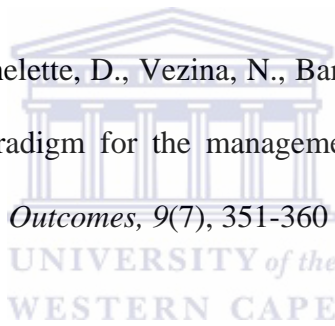 nelette, D., Vezina, N., Bar
radigm for the manageme
Outcomes, 9(7), 351-360
UNIVERSITY of the
WESTERN CAPE